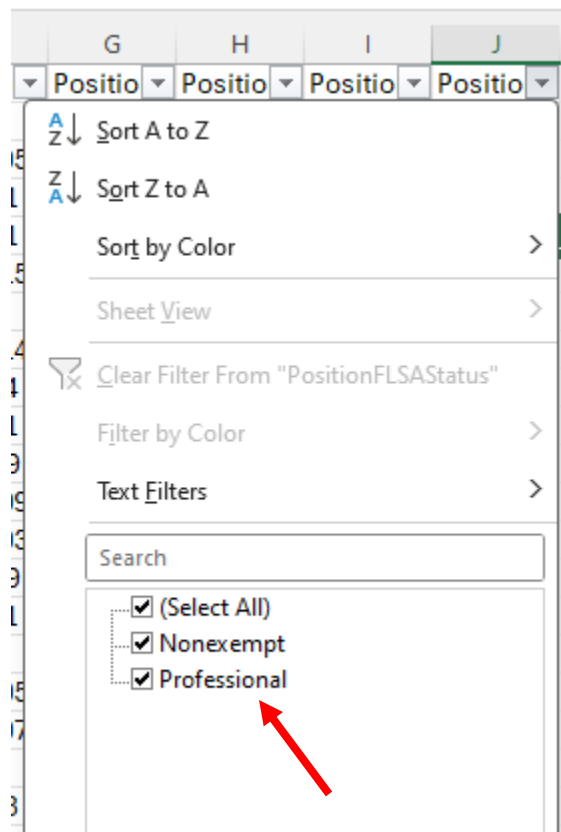 G H I J
Positio Positio Positio Positio
Sort A to Z
Sort Z to A
Sort by Color
Sheet View
Clear Filter From "PositionFLSAStatus"
Filter by Color
Text Filters
Search
(Select All)
Nonexempt
Professional